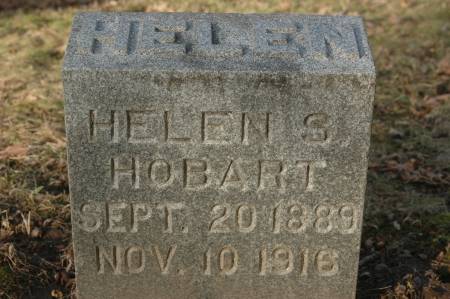 HELEN
HELEN S.
HOBART
SEPT. 20 1889
NOV. 10 1916